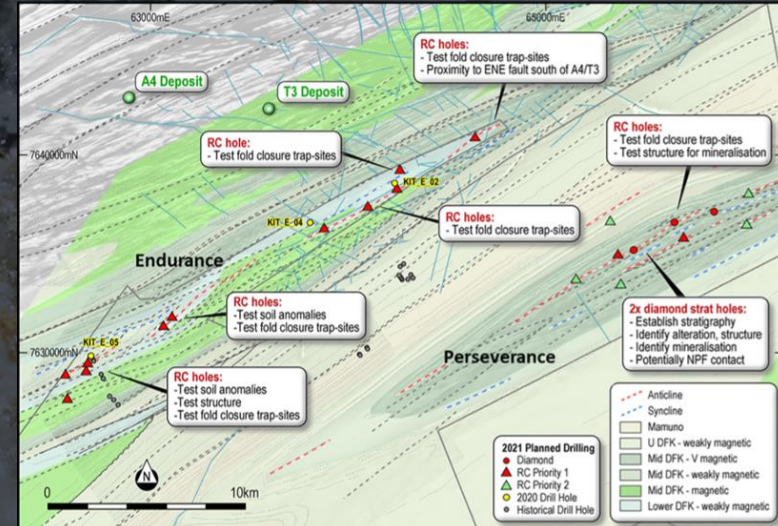 63000mE
65000mE
A4 Deposit
T3 Deposit
RC holes:
- Test fold closure trap-sites
- Proximity to ENE fault south of A4/T3
RC hole:
- Test fold closure trap-sites
RC holes:
- Test fold closure trap-sites
- Test structure for mineralisation
7640000mN
KIT_E_02
KIT_E-04
RC holes:
- Test fold closure trap-sites
Endurance
RC holes:
-Test soil anomalies
-Test fold closure trap-sites
2x diamond strat holes:
- Establish stratigraphy
- Identify alteration, structure
- Identify mineralisation
- Potentially NPF contact
KIT_E-05
7630000mN
Perseverance
RC holes:
-Test soil anomalies
-Test structure
-Test fold closure trap-sites
Anticline
Syncline
Mamuno
U DFK - weakly magnetic
Mid DFK - V magnetic
Mid DFK - weakly magnetic
Mid DFK - magnetic
Lower DFK - weakly magnetic
2021 Planned Drilling
Diamond
RC Priority 1
RC Priority 2
2020 Drill Hole
Historical Drill Hole
N
0
10km